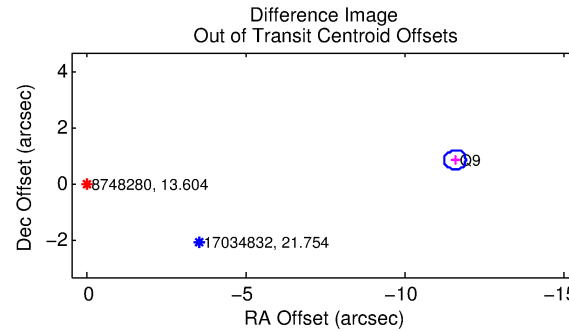 Difference Image
Out of Transit Centroid Offsets
Dec Offset (arcsec)
4
2
0
−2
8748280, 13.604
17034832, 21.754
Q9
0
−5
−10
−15
RA Offset (arcsec)